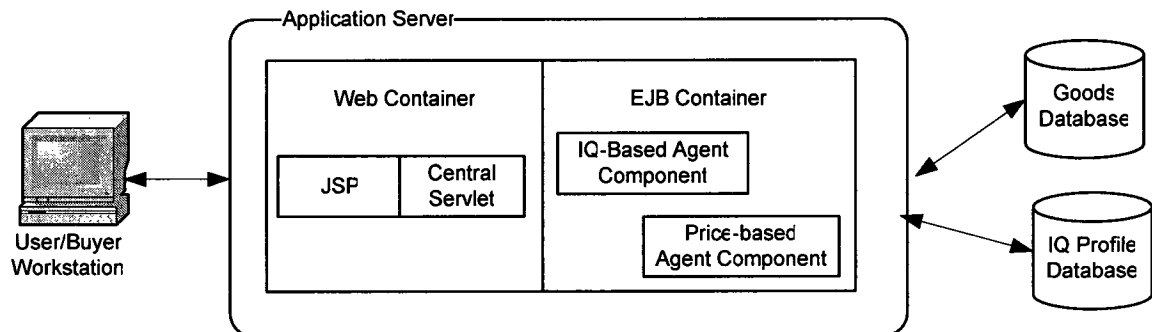 Application Server
Web Container
EJB Container
Goods
Database
IQ-Based Agent
Component
JSP
Central
Servlet
Price-based
Agent Component
User/Buyer
Workstation
IQ Profile
Database